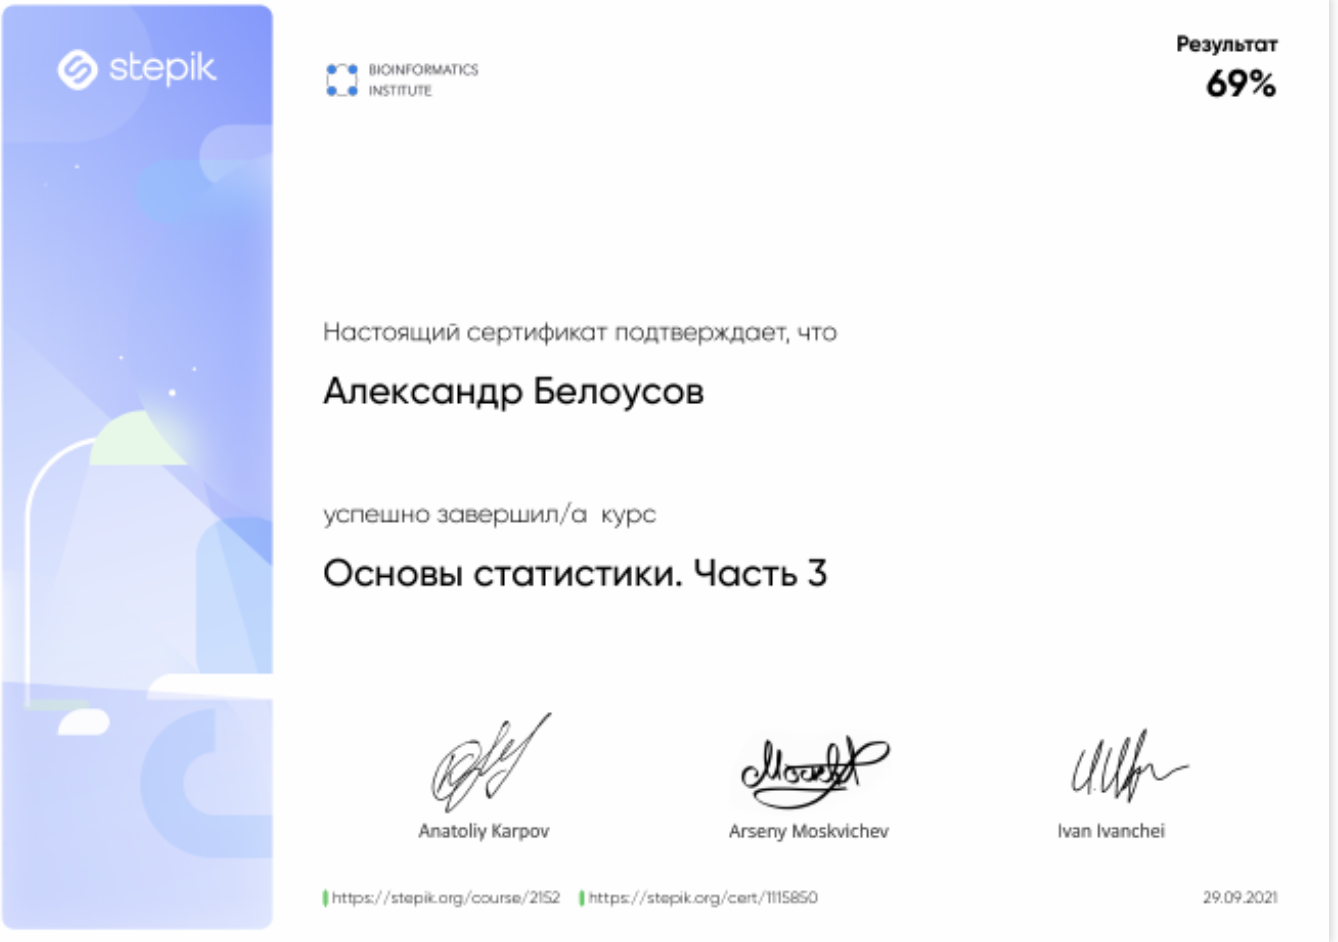 stepik
BIOINFORMATICS
INSTITUTE
Результат
69%
Настоящий сертификат подтверждает, что
Александр Белоусов
успешно завершил/а курс
Основы статистики. Часть 3
Anatoliy Karpov
Arseny Moskvichev
Ivan Ivanchei
https://stepik.org/course/2152 https://stepik.org/cert/1115850
29.09.2021